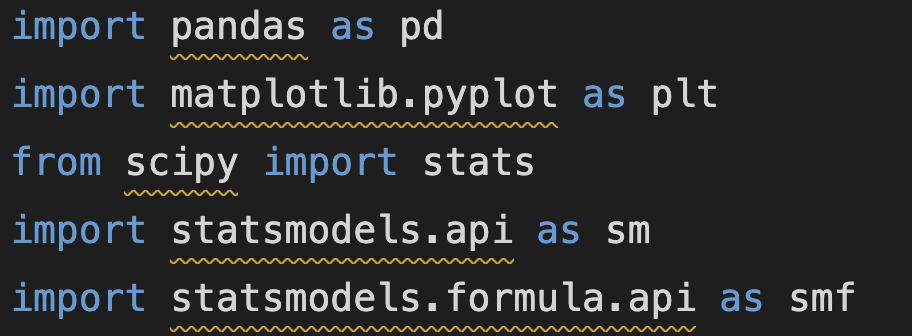 import pandas as pd
import matplotlib.pyplot as plt
from scipy import stats
import statsmodels.api as sm
import statsmodels.formula.api as smf